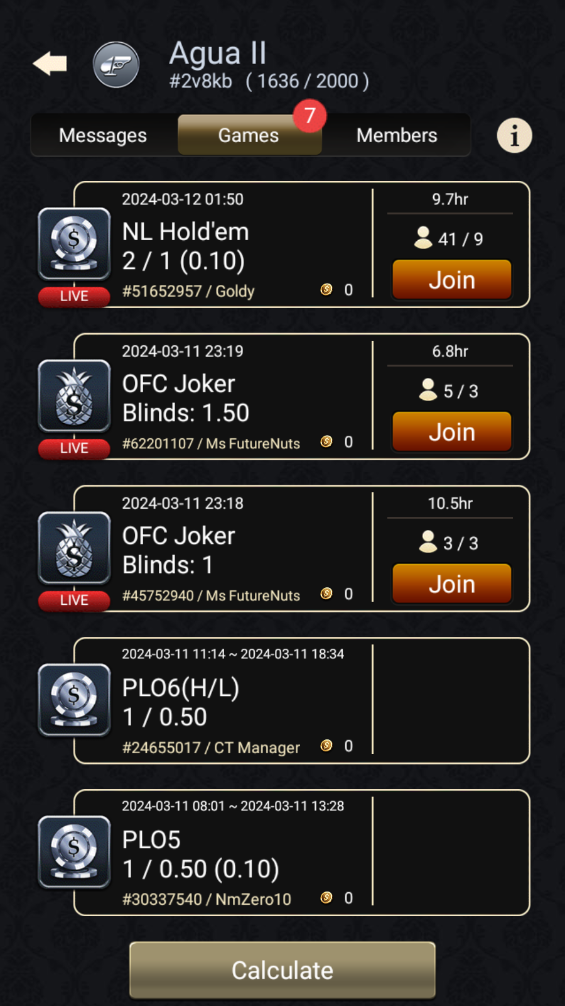 Agua II
#2v8kb ( 1636 / 2000 )
Messages
Games
7
Members
i
2024-03-12 01:50
9.7hr
NL Hold'em
41 / 9
2 / 1 (0.10)
Join
LIVE
#51652957 / Goldy
0
2024-03-11 23:19
6.8hr
OFC Joker
5 / 3
Blinds: 1.50
Join
LIVE
#62201107 / Ms FutureNuts
0
2024-03-11 23:18
10.5hr
OFC Joker
3 / 3
Blinds: 1
Join
LIVE
#45752940 / Ms FutureNuts
0
2024-03-11 11:14 ~ 2024-03-11 18:34
PLO6(H/L)
1 / 0.50
#24655017 / CT Manager
0
2024-03-11 08:01 ~ 2024-03-11 13:28
PLO5
1 / 0.50 (0.10)
#30337540 / NmZero10
0
Calculate